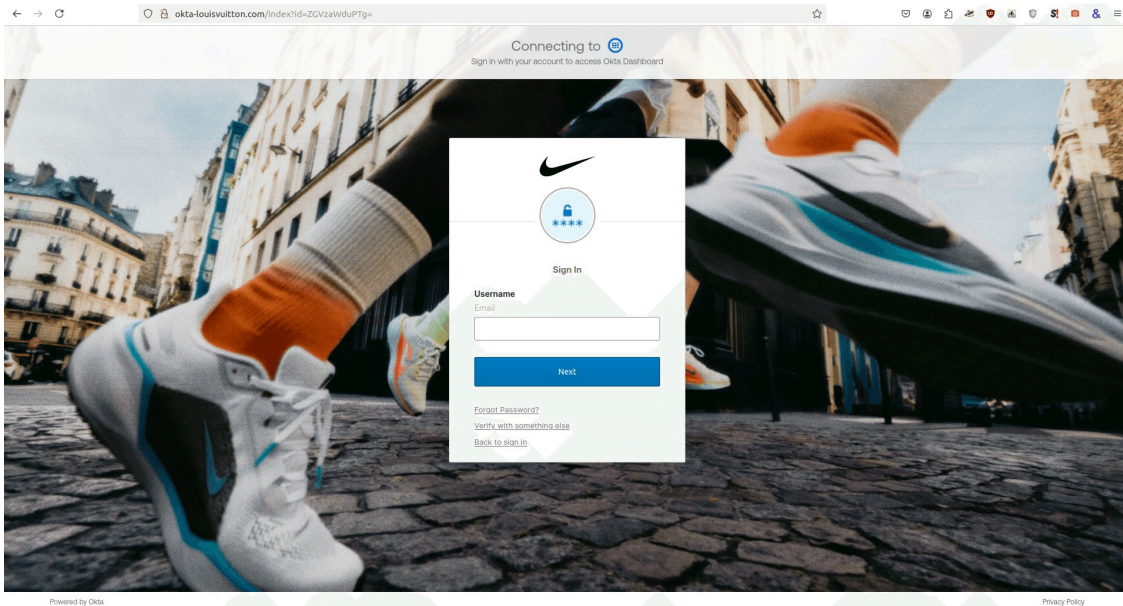 okta-louisvuitton.com/index?id=ZGVzaWduPTg=
Connecting to
Sign in with your account to access Okta Dashboard
****
Sign In
Username
Email
Next
Forgot Password?
Verify with something else
Back to sign in
Powered by Okta
Privacy Policy